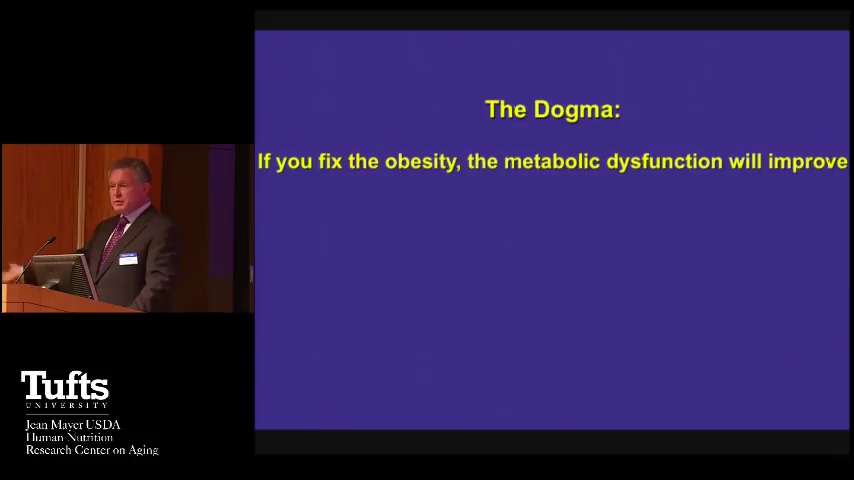 The Dogma:
If you fix the obesity, the metabolic dysfunction will improve
Tufts
UNIVERSITY
Jean Mayer USDA
Human Nutrition
Research Center on Aging